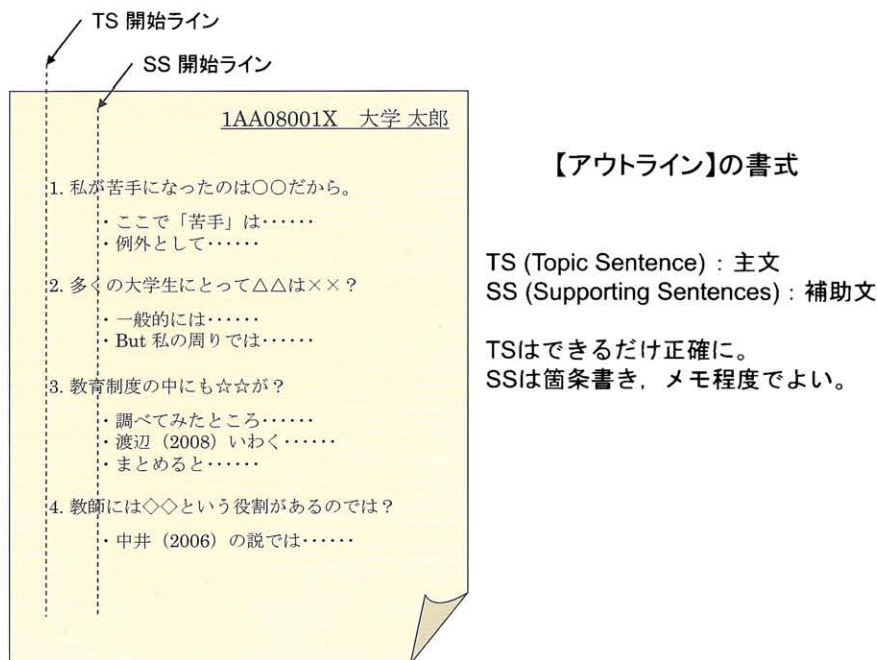 TS 開始ライン
SS 開始ライン
1AA08001X 大学 太郎
1. 私が苦手になったのは〇〇だから。
・ここで「苦手」は‥‥‥
・例外として‥‥‥
2. 多くの大学生にとって△△は××？
・一般的には‥‥‥
・But 私の周りでは‥‥‥
3. 教育制度の中にも☆☆が？
・調べてみたところ‥‥‥
・渡辺（2008）いわく‥‥‥
・まとめると‥‥‥
4. 教師には◇◇という役割があるのでは？
・中井（2006）の説では‥‥‥
【アウトライン】の書式
TS (Topic Sentence)：主文
SS (Supporting Sentences)：補助文
TSはできるだけ正確に。
SSは箇条書き，メモ程度でよい。